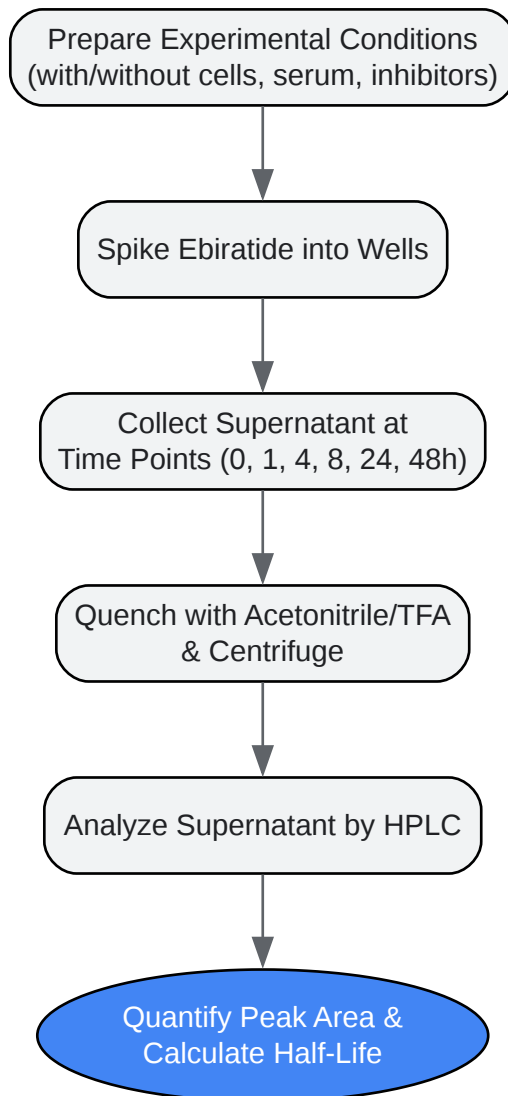 Prepare Experimental Conditions
(with/without cells, serum, inhibitors)
Spike Ebiratide into Wells
Collect Supernatant at
Time Points (0, 1, 4, 8, 24, 48h)
Quench with Acetonitrile/TFA
& Centrifuge
Analyze Supernatant by HPLC
Quantify Peak Area &
Calculate Half-Life